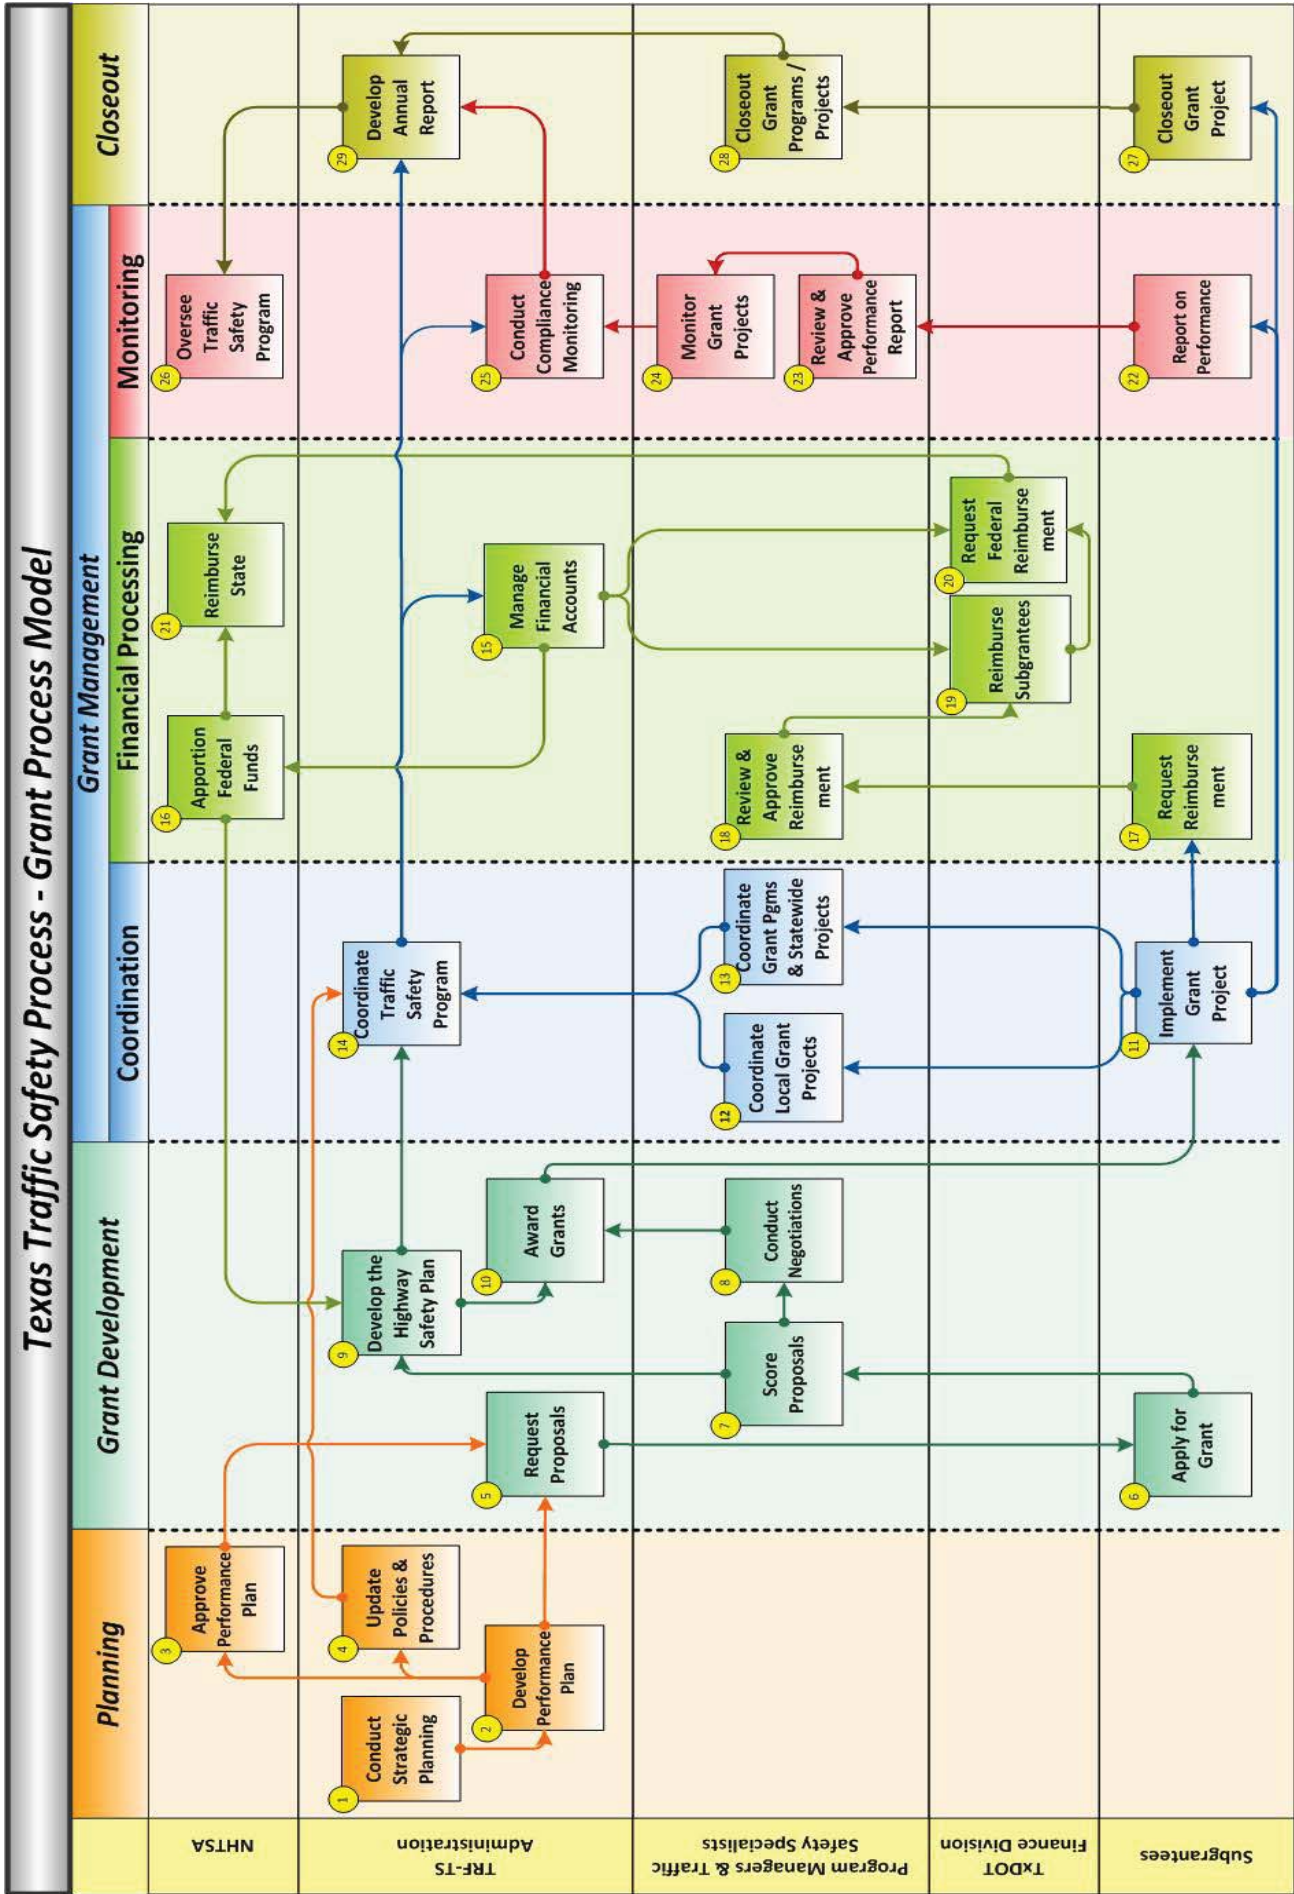 Texas Traffic Safety Process - Grant Process Model
Planning
Grant Development
Grant Management
Closeout
Coordination
Financial Processing
Monitoring
NHTSA
3
Approve
Performance
Plan
16
Apportion
Federal
Funds
21
Reimburse
State
26
Oversee
Traffic
Safety
Program
TRF-TS
Administration
1
Conduct
Strategic
Planning
4
Update
Policies &
Procedures
9
Develop the
Highway
Safety Plan
14
Coordinate
Traffic
Safety
Program
29
Develop
Annual
Report
2
Develop
Performance
Plan
5
Request
Proposals
10
Award
Grants
15
Manage
Financial
Accounts
25
Conduct
Compliance
Monitoring
Program Managers & Traffic
Safety Specialists
7
Score
Proposals
8
Conduct
Negotiations
12
Coordinate
Local Grant
Projects
13
Coordinate
Grant Pgms
& Statewide
Projects
18
Review &
Approve
Reimburse
ment
24
Monitor
Grant
Projects
23
Review &
Approve
Performance
Report
28
Closeout
Grant
Programs /
Projects
TxDOT
Finance Division
19
Reimburse
Subgrantees
20
Request
Federal
Reimburse
ment
Subgrantees
6
Apply for
Grant
11
Implement
Grant
Project
17
Request
Reimburse
ment
22
Report on
Performance
27
Closeout
Grant
Project